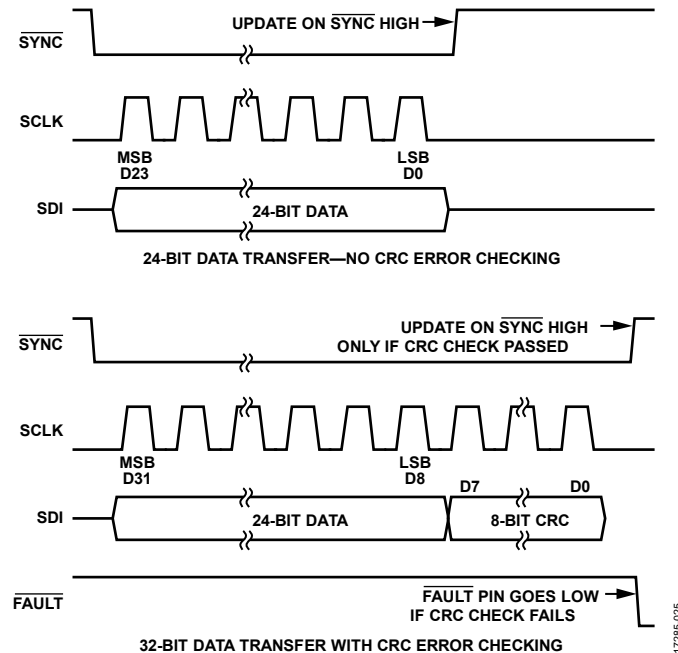 UPDATE ON SYNC HIGH
SYNC
SCLK
MSB
D23
LSB
D0
SDI
24-BIT DATA
24-BIT DATA TRANSFER—NO CRC ERROR CHECKING
UPDATE ON SYNC HIGH
ONLY IF CRC CHECK PASSED
SYNC
SCLK
MSB
D31
LSB
D8
D7
D0
SDI
24-BIT DATA
8-BIT CRC
FAULT
FAULT PIN GOES LOW
IF CRC CHECK FAILS
32-BIT DATA TRANSFER WITH CRC ERROR CHECKING
17285-025